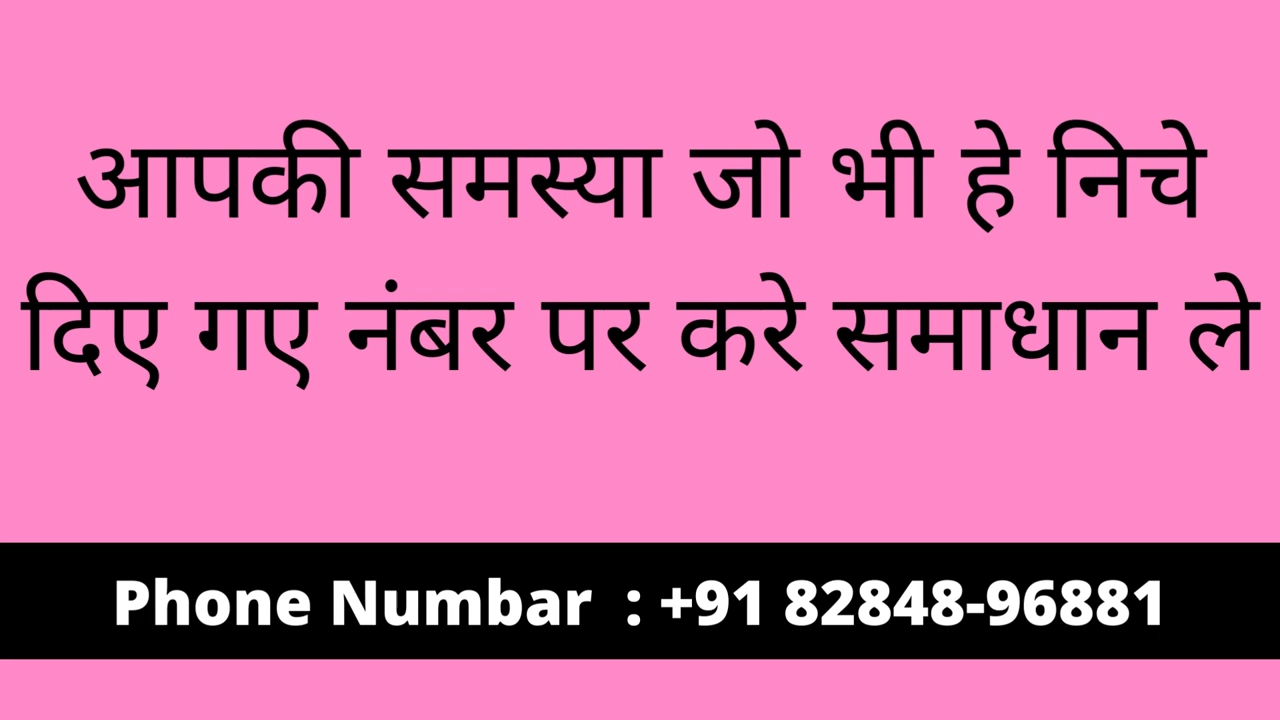 आपकी समस्या जो भी हे निचे
दिए गए नंबर पर करे समाधान ले
Phone Numbar : +91 82848-96881